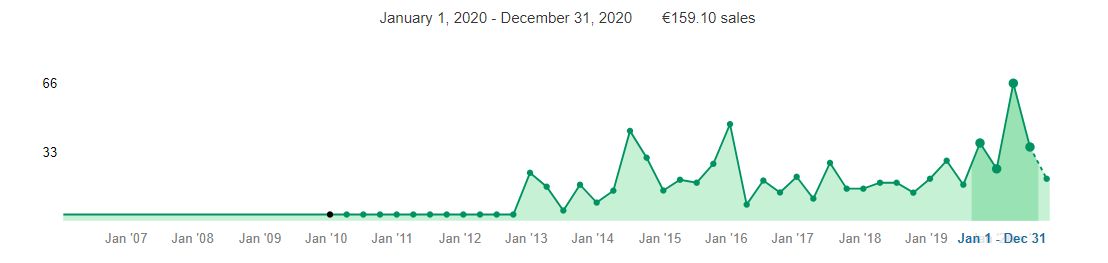 January 1, 2020 - December 31, 2020 €159.10 sales
66
33
Jan '07 Jan '08 Jan '09 Jan '10 Jan '11 Jan '12 Jan '13 Jan '14 Jan '15 Jan '16 Jan '17 Jan '18 Jan '19 Jan 1 - Dec 31